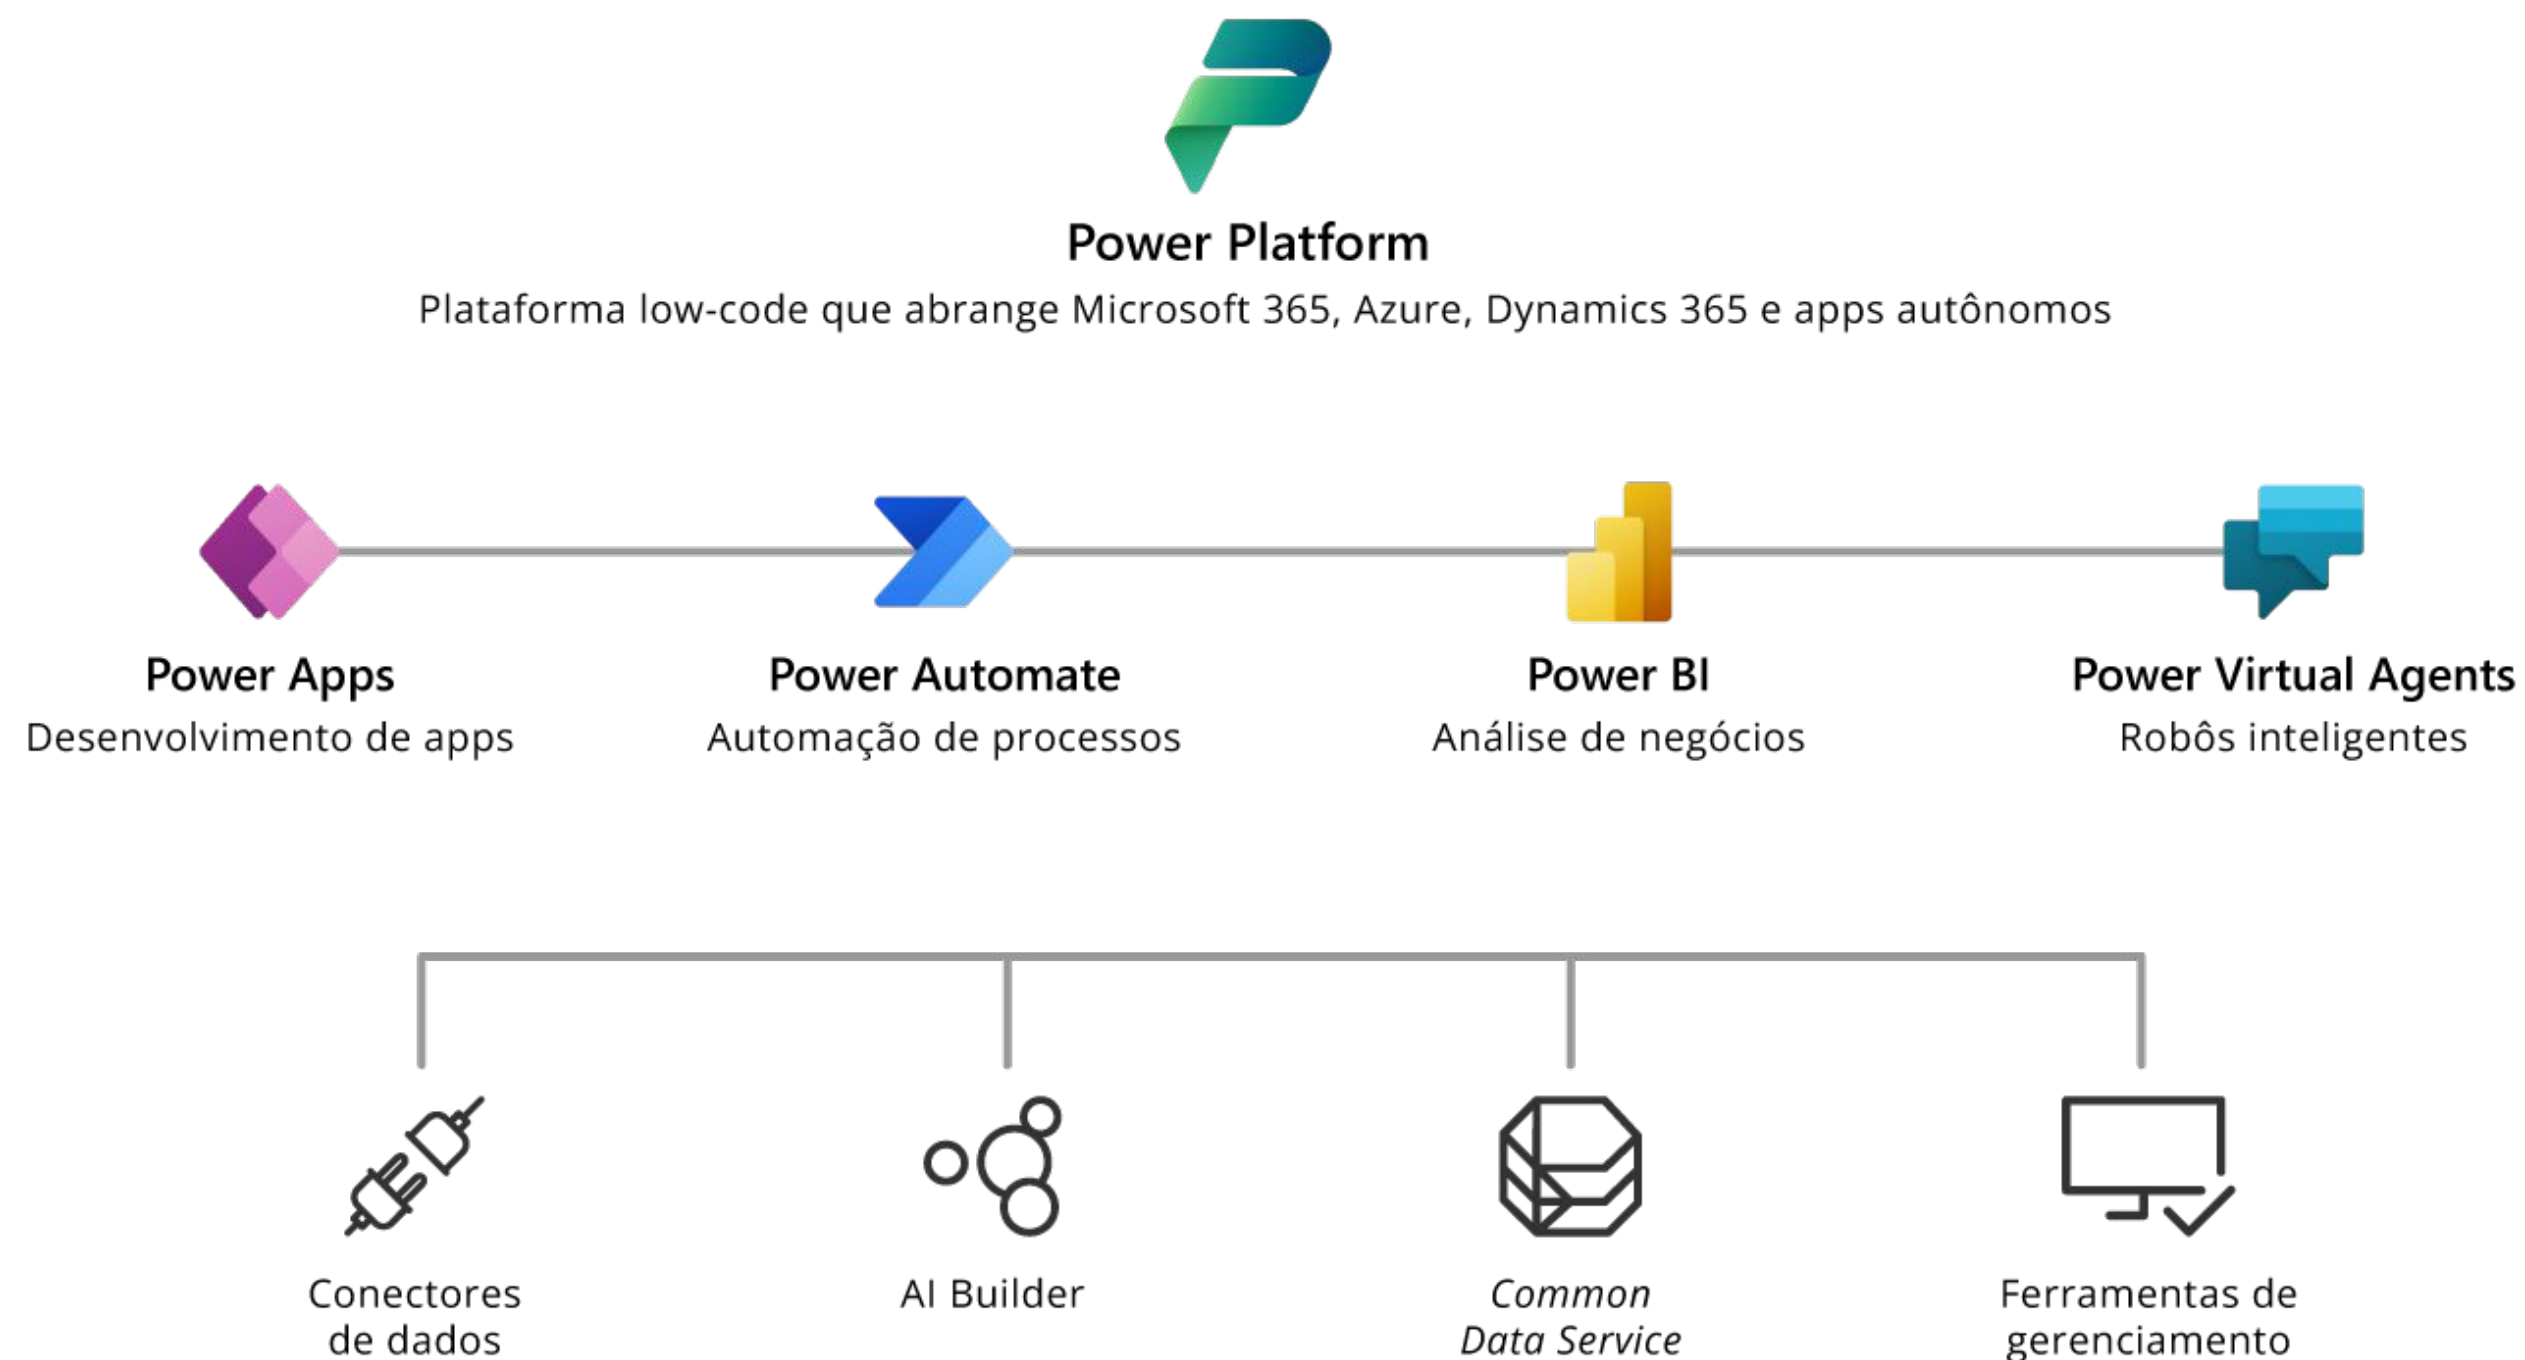 Power Platform
Plataforma low-code que abrange Microsoft 365, Azure, Dynamics 365 e apps autônomos
Power Apps
Desenvolvimento de apps
Power Automate
Automação de processos
Power BI
Análise de negócios
Power Virtual Agents
Robôs inteligentes
Conectores
de dados
AI Builder
Common
Data Service
Ferramentas de
gerenciamento